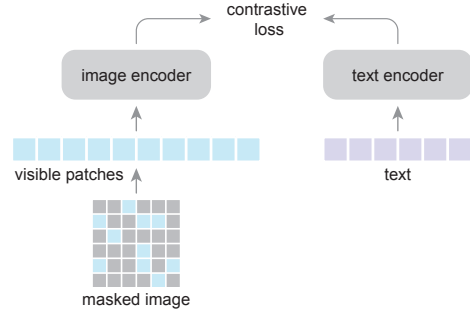 contrastive
loss
image encoder
text encoder
visible patches
text
masked image